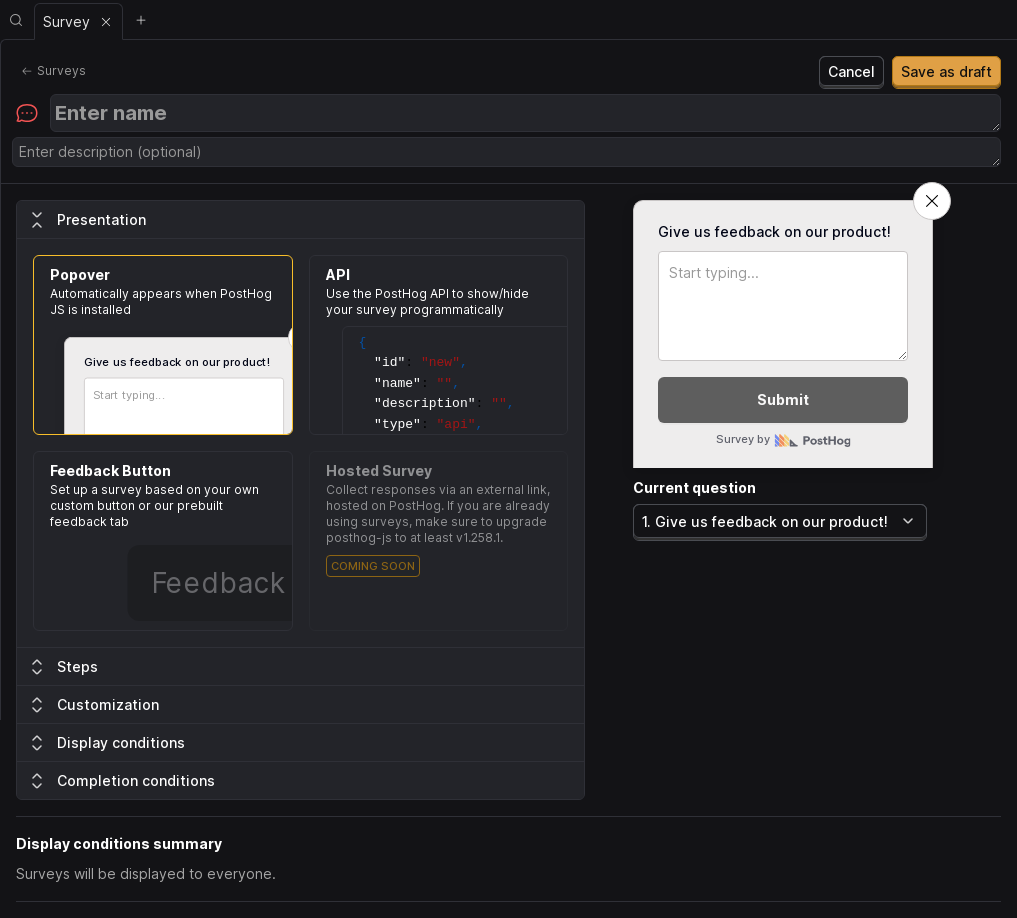 Survey
Surveys
Cancel
Save as draft
Enter name
Enter description (optional)
Presentation
Popover
Automatically appears when PostHog
JS is installed
Give us feedback on our product!
Start typing...
API
Use the PostHog API to show/hide
your survey programmatically
{
"id": "new",
"name": "",
"description": "",
"type": "api",
Feedback Button
Set up a survey based on your own
custom button or our prebuilt
feedback tab
Feedback
Hosted Survey
Collect responses via an external link,
hosted on PostHog. If you are already
using surveys, make sure to upgrade
posthog-js to at least v1.258.1.
COMING SOON
Steps
Customization
Display conditions
Completion conditions
Give us feedback on our product!
Start typing...
Submit
Survey by PostHog
Current question
1. Give us feedback on our product!
Display conditions summary
Surveys will be displayed to everyone.